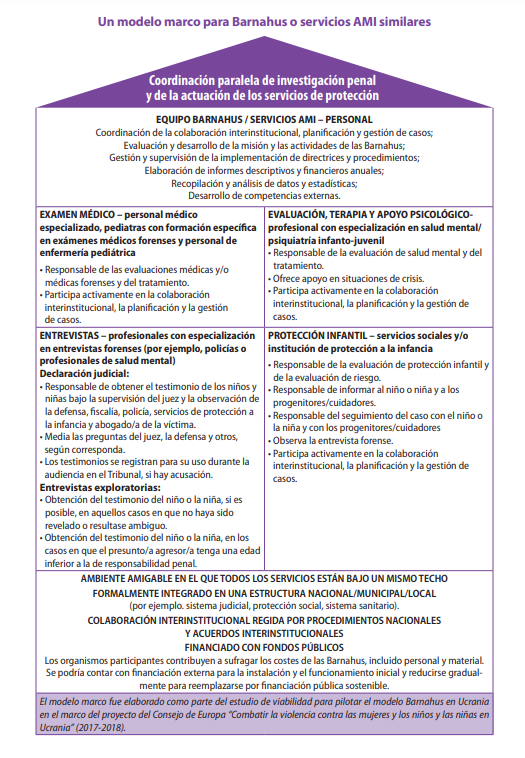 Un modelo marco para Barnahus o servicios AMI similares
Coordinación paralela de investigación penal
y de la actuación de los servicios de protección
EQUIPO BARNAHUS / SERVICIOS AMI – PERSONAL
Coordinación de la colaboración interinstitucional, planificación y gestión de casos;
Evaluación y desarrollo de la misión y las actividades de las Barnahus;
Gestión y supervisión de la implementación de directrices y procedimientos;
Elaboración de informes descriptivos y financieros anuales;
Recopilación y análisis de datos y estadísticas;
Desarrollo de competencias externas.
EXAMEN MÉDICO – personal médico
especializado, pediatras con formación específica
en exámenes médicos forenses y personal de
enfermería pediátrica
• Responsable de las evaluaciones médicas y/o
médicas forenses y del tratamiento.
• Participa activamente en la colaboración
interinstitucional, la planificación y la gestión
de casos.
EVALUACIÓN, TERAPIA Y APOYO PSICOLÓGICO-
profesional con especialización en salud mental/
psiquiatría infanto-juvenil
• Responsable de la evaluación de salud mental y del
tratamiento.
• Ofrece apoyo en situaciones de crisis.
• Participa activamente en la colaboración
interinstitucional, la planificación y la gestión de
casos.
ENTREVISTAS – profesionales con especialización
en entrevistas forenses (por ejemplo, policías o
profesionales de salud mental)
Declaración judicial:
• Responsable de obtener el testimonio de los niños y
niñas bajo la supervisión del juez y la observación de
la defensa, fiscalía, policía, servicios de protección a
la infancia y abogado/a de la víctima.
• Media las preguntas del juez, la defensa y otros,
según corresponda.
• Los testimonios se registran para su uso durante la
audiencia en el Tribunal, si hay acusación.
Entrevistas exploratorias:
• Obtención del testimonio del niño o la niña, si es
posible, en aquellos casos en que no haya sido
revelado o resultase ambiguo.
• Obtención del testimonio del niño o la niña, en los
casos en que el presunto/a agresor/a tenga una edad
inferior a la de responsabilidad penal.
PROTECCIÓN INFANTIL – servicios sociales y/o
institución de protección a la infancia
• Responsable de la evaluación de protección infantil y
de la evaluación de riesgo.
• Responsable de informar al niño o niña y a los
progenitores/cuidadores.
• Responsable del seguimiento del caso con el niño o
la niña y con los progenitores/cuidadores
• Observa la entrevista forense.
• Participa activamente en la colaboración
interinstitucional, la planificación y la gestión de
casos.
AMBIENTE AMIGABLE EN EL QUE TODOS LOS SERVICIOS ESTÁN BAJO UN MISMO TECHO
FORMALMENTE INTEGRADO EN UNA ESTRUCTURA NACIONAL/MUNICIPAL/LOCAL
(por ejemplo. sistema judicial, protección social, sistema sanitario).
COLABORACIÓN INTERINSTITUCIONAL REGIDA POR PROCEDIMIENTOS NACIONALES
Y ACUERDOS INTERINSTITUCIONALES
FINANCIADO CON FONDOS PÚBLICOS
Los organismos participantes contribuyen a sufragar los costes de las Barnahus, incluido personal y material.
Se podría contar con financiación externa para la instalación y el funcionamiento inicial y reducirse gradual-
mente para reemplazarse por financiación pública sostenible.
El modelo marco fue elaborado como parte del estudio de viabilidad para pilotar el modelo Barnahus en Ucrania
en el marco del proyecto del Consejo de Europa “Combatir la violencia contra las mujeres y los niños y las niñas en
Ucrania” (2017-2018).